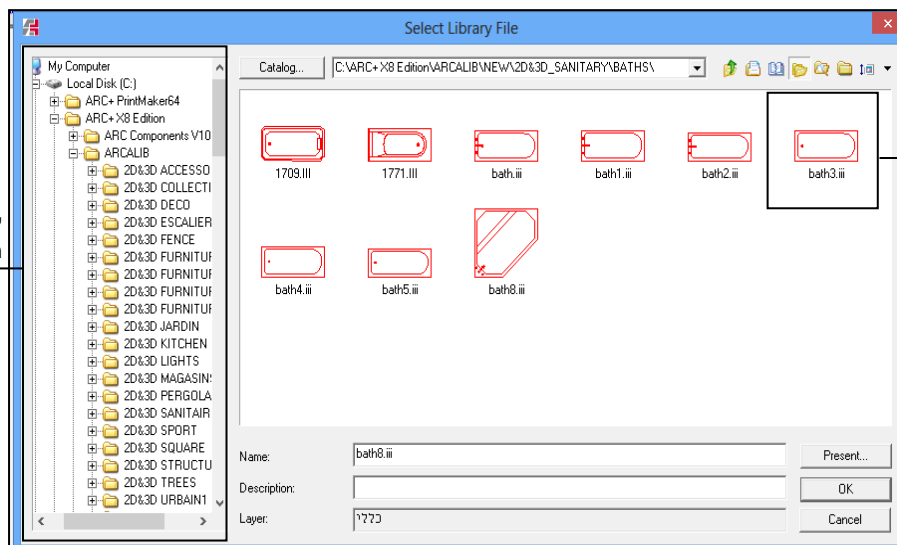 Select Library File
My Computer
Local Disk (C:)
ARC+ PrintMaker64
ARC+ X8 Edition
ARC Components V10
ARCALIB
2D&3D ACCESSO
2D&3D COLLECTI
2D&3D DECO
2D&3D ESCALIER
2D&3D FENCE
2D&3D FURNITUF
2D&3D FURNITUF
2D&3D FURNITUF
2D&3D FURNITUF
2D&3D JARDIN
2D&3D KITCHEN
2D&3D LIGHTS
2D&3D MAGASIN
2D&3D PERGOLA
2D&3D SANITAIR
2D&3D SPORT
2D&3D SQUARE
2D&3D STRUCTU
2D&3D TREES
2D&3D URBAIN1
Catalog... C:\ARC+ X8 Edition\ARCALIB\NEW\2D&3D_SANITARY\BATHS\
1709.III 1771.III bath.iii bath1.iii bath2.iii bath3.iii
bath4.iii bath5.iii bath8.iii
Name: bath8.iii Present...
Description: OK
Layer: כללי Cancel